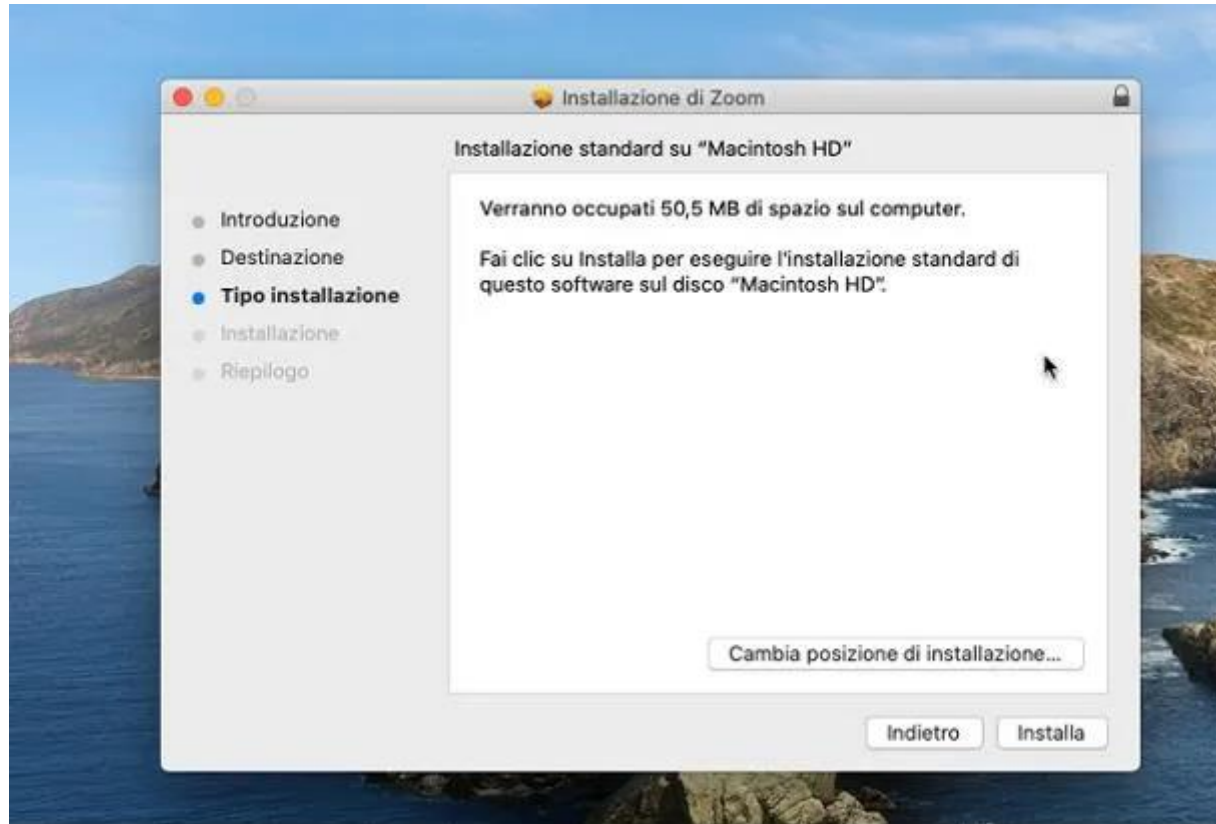 Installazione di Zoom
Installazione standard su “Macintosh HD”
Introduzione
Destinazione
Tipo installazione
Installazione
Riepilogo
Verranno occupati 50,5 MB di spazio sul computer.
Fai clic su Installa per eseguire l'installazione standard di
questo software sul disco “Macintosh HD”.
Cambia posizione di installazione...
Indietro
Installa